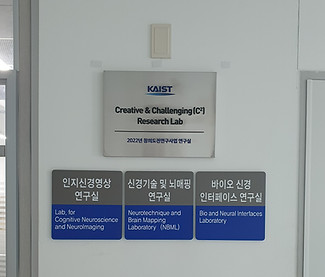 KAIST
Creative & Challenging(C²)
Research Lab
2022년 창의도전연구사업 연구실
인지신경영상
연구실
Lab. for
Cognitive Neuroscience
and NeuroImaging
신경기술 및 뇌매핑
연구실
Neurotechnique and
Brain Mapping
Laboratory (NBML)
바이오 신경
인터페이스 연구실
Bio and Neural Interfaces
Laboratory